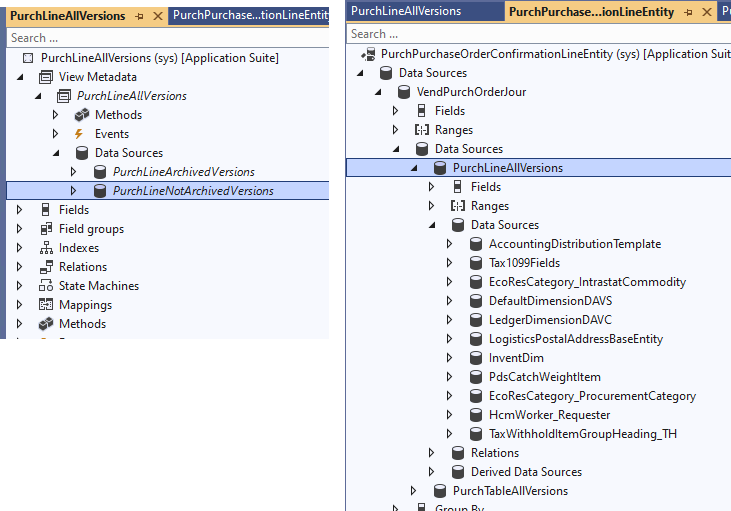 PurchLineAllVersions
PurchPurchase...tionLineEntity
Search ...
PurchLineAllVersions (sys) [Application Suite]
View Metadata
PurchLineAllVersions
Methods
Events
Data Sources
PurchLineArchivedVersions
PurchLineNotArchivedVersions
Fields
Field groups
Indexes
Relations
State Machines
Mappings
Methods
PurchLineAllVersions
PurchPurchase...ionLineEntity
Search ...
PurchPurchaseOrderConfirmationLineEntity (sys) [Application Suit
Data Sources
VendPurchOrderJour
Fields
Ranges
Data Sources
PurchLineAllVersions
Fields
Ranges
Data Sources
AccountingDistributionTemplate
Tax1099Fields
EcoResCategory_IntrastatCommodity
DefaultDimensionDAVS
LedgerDimensionDAVC
LogisticsPostalAddressBaseEntity
InventDim
PdsCatchWeightItem
EcoResCategory_ProcurementCategory
HcmWorker_Requester
TaxWithholdItemGroupHeading_TH
Relations
Derived Data Sources
PurchTableAllVersions
Group By